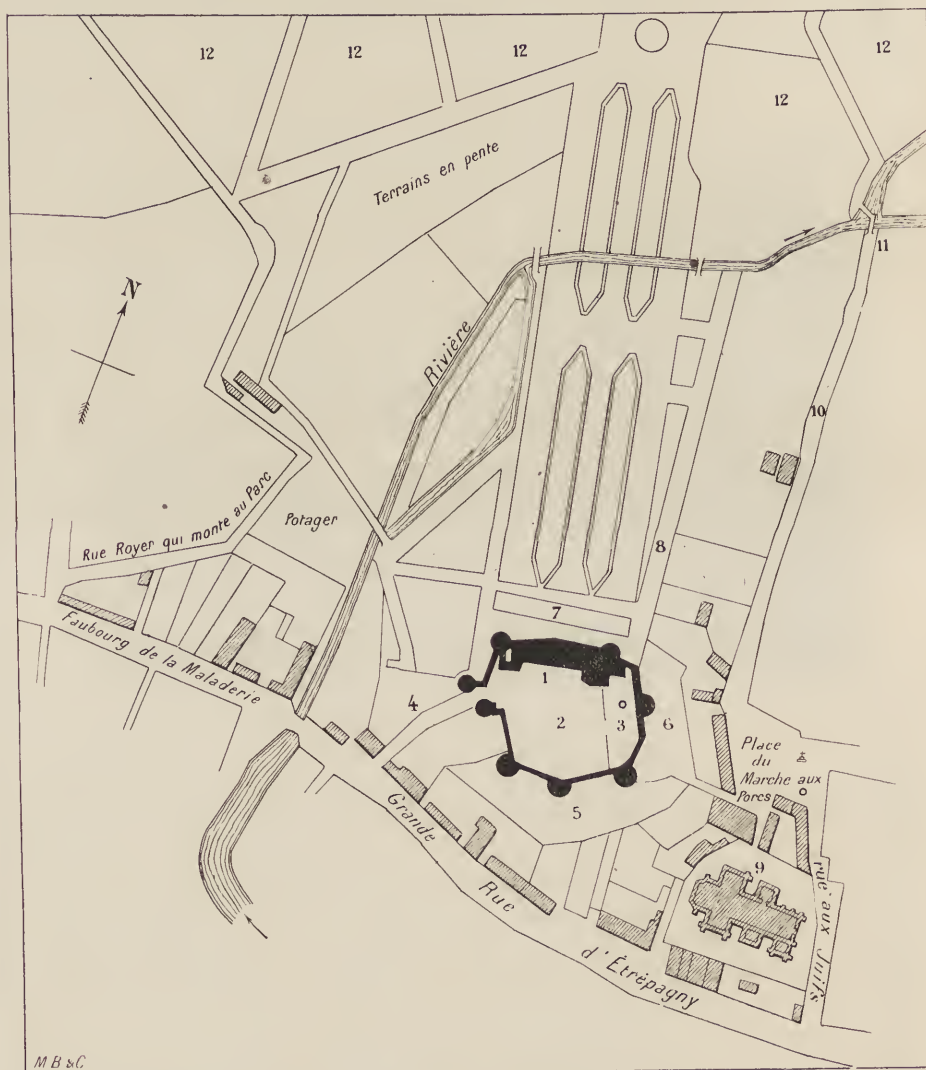 12
12
12
12
12
Terrains en pente
11
N
Rivière
10
Rue Royer qui monte au Parc
Potager
8
7
Faubourg de la Maladerie
1
4
2
3
6
Place
du
Marche aux
Porcs
5
Grande
Rue
d'Étrépagny
9
rue aux Juifs
M B & C